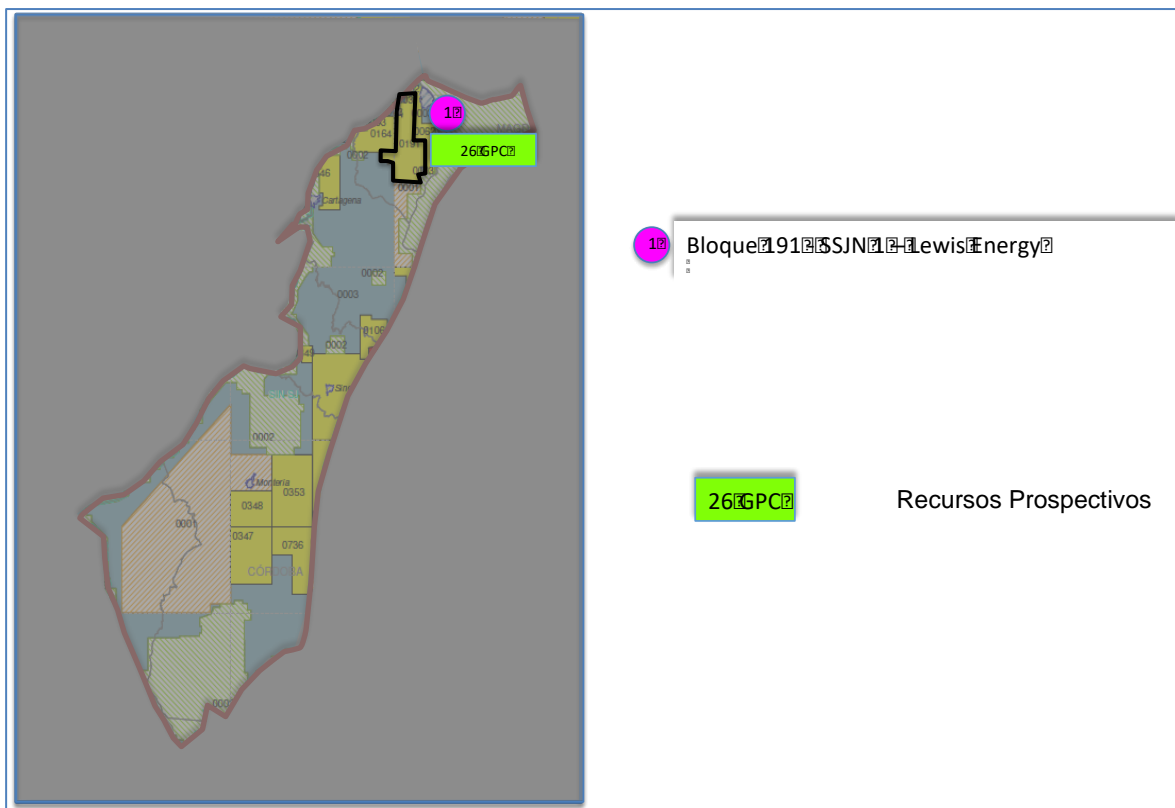 1
0164
0191
26 GPC
0002
0001
Cartagena
0002
0003
0106
0002
0002
Montería
0353
0348
0001
0347
0736
CÓRDOBA
1 Bloque 191 - SSJN 1 – Lewis Energy
26 GPC Recursos Prospectivos